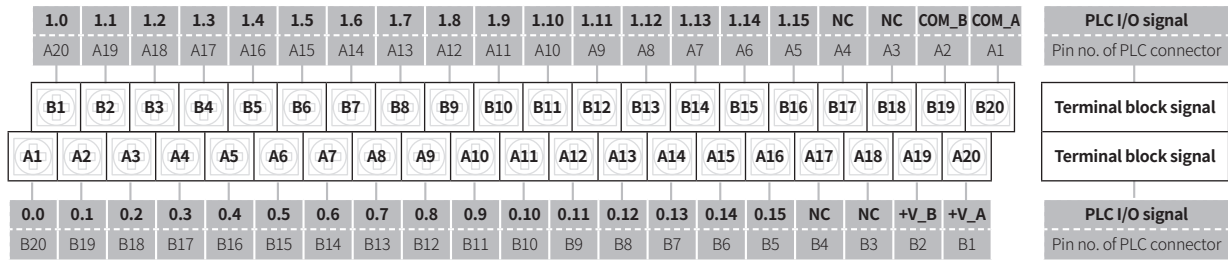 1.0 1.1 1.2 1.3 1.4 1.5 1.6 1.7 1.8 1.9 1.10 1.11 1.12 1.13 1.14 1.15 NC NC COM_B COM_A PLC I/O signal
A20 A19 A18 A17 A16 A15 A14 A13 A12 A11 A10 A9 A8 A7 A6 A5 A4 A3 A2 A1 Pin no. of PLC connector
B1 B2 B3 B4 B5 B6 B7 B8 B9 B10 B11 B12 B13 B14 B15 B16 B17 B18 B19 B20 Terminal block signal
A1 A2 A3 A4 A5 A6 A7 A8 A9 A10 A11 A12 A13 A14 A15 A16 A17 A18 A19 A20 Terminal block signal
0.0 0.1 0.2 0.3 0.4 0.5 0.6 0.7 0.8 0.9 0.10 0.11 0.12 0.13 0.14 0.15 NC NC +V_B +V_A PLC I/O signal
B20 B19 B18 B17 B16 B15 B14 B13 B12 B11 B10 B9 B8 B7 B6 B5 B4 B3 B2 B1 Pin no. of PLC connector